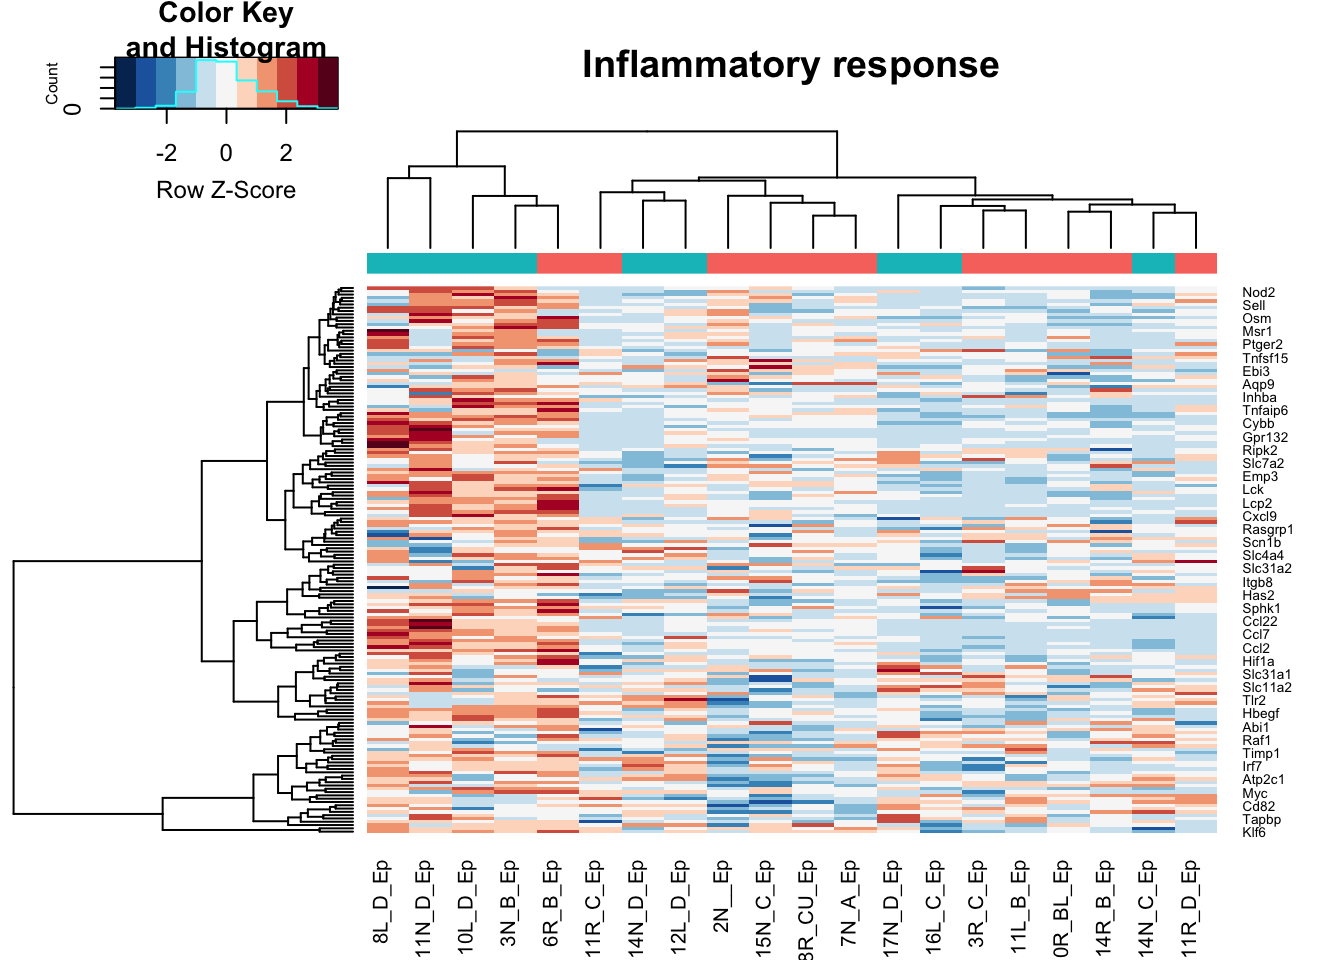 Color Key
and Histogram
Count
0
-2 0 2
Row Z-Score
Inflammatory response
Nod2
Sell
Osm
Msr1
Ptger2
Tnfsf15
Ebi3
Aqp9
Inhba
Tnfaip6
Cybb
Gpr132
Ripk2
Slc7a2
Emp3
Lck
Lcp2
Cxcl9
Rasgrp1
Scn1b
Slc4a4
Slc31a2
Itgb8
Has2
Sphk1
Ccl22
Ccl7
Ccl2
Hif1a
Slc31a1
Slc11a2
Tlr2
Hbegf
Abi1
Raf1
Timp1
Irf7
Atp2c1
Myc
Cd82
Tapbp
Klf6
8L_D_Ep
11N_D_Ep
10L_D_Ep
3N_B_Ep
6R_B_Ep
11R_C_Ep
14N_D_Ep
12L_D_Ep
2N__Ep
15N_C_Ep
8R_CU_Ep
7N_A_Ep
17N_D_Ep
16L_C_Ep
3R_C_Ep
11L_B_Ep
0R_BL_Ep
14R_B_Ep
14N_C_Ep
11R_D_Ep